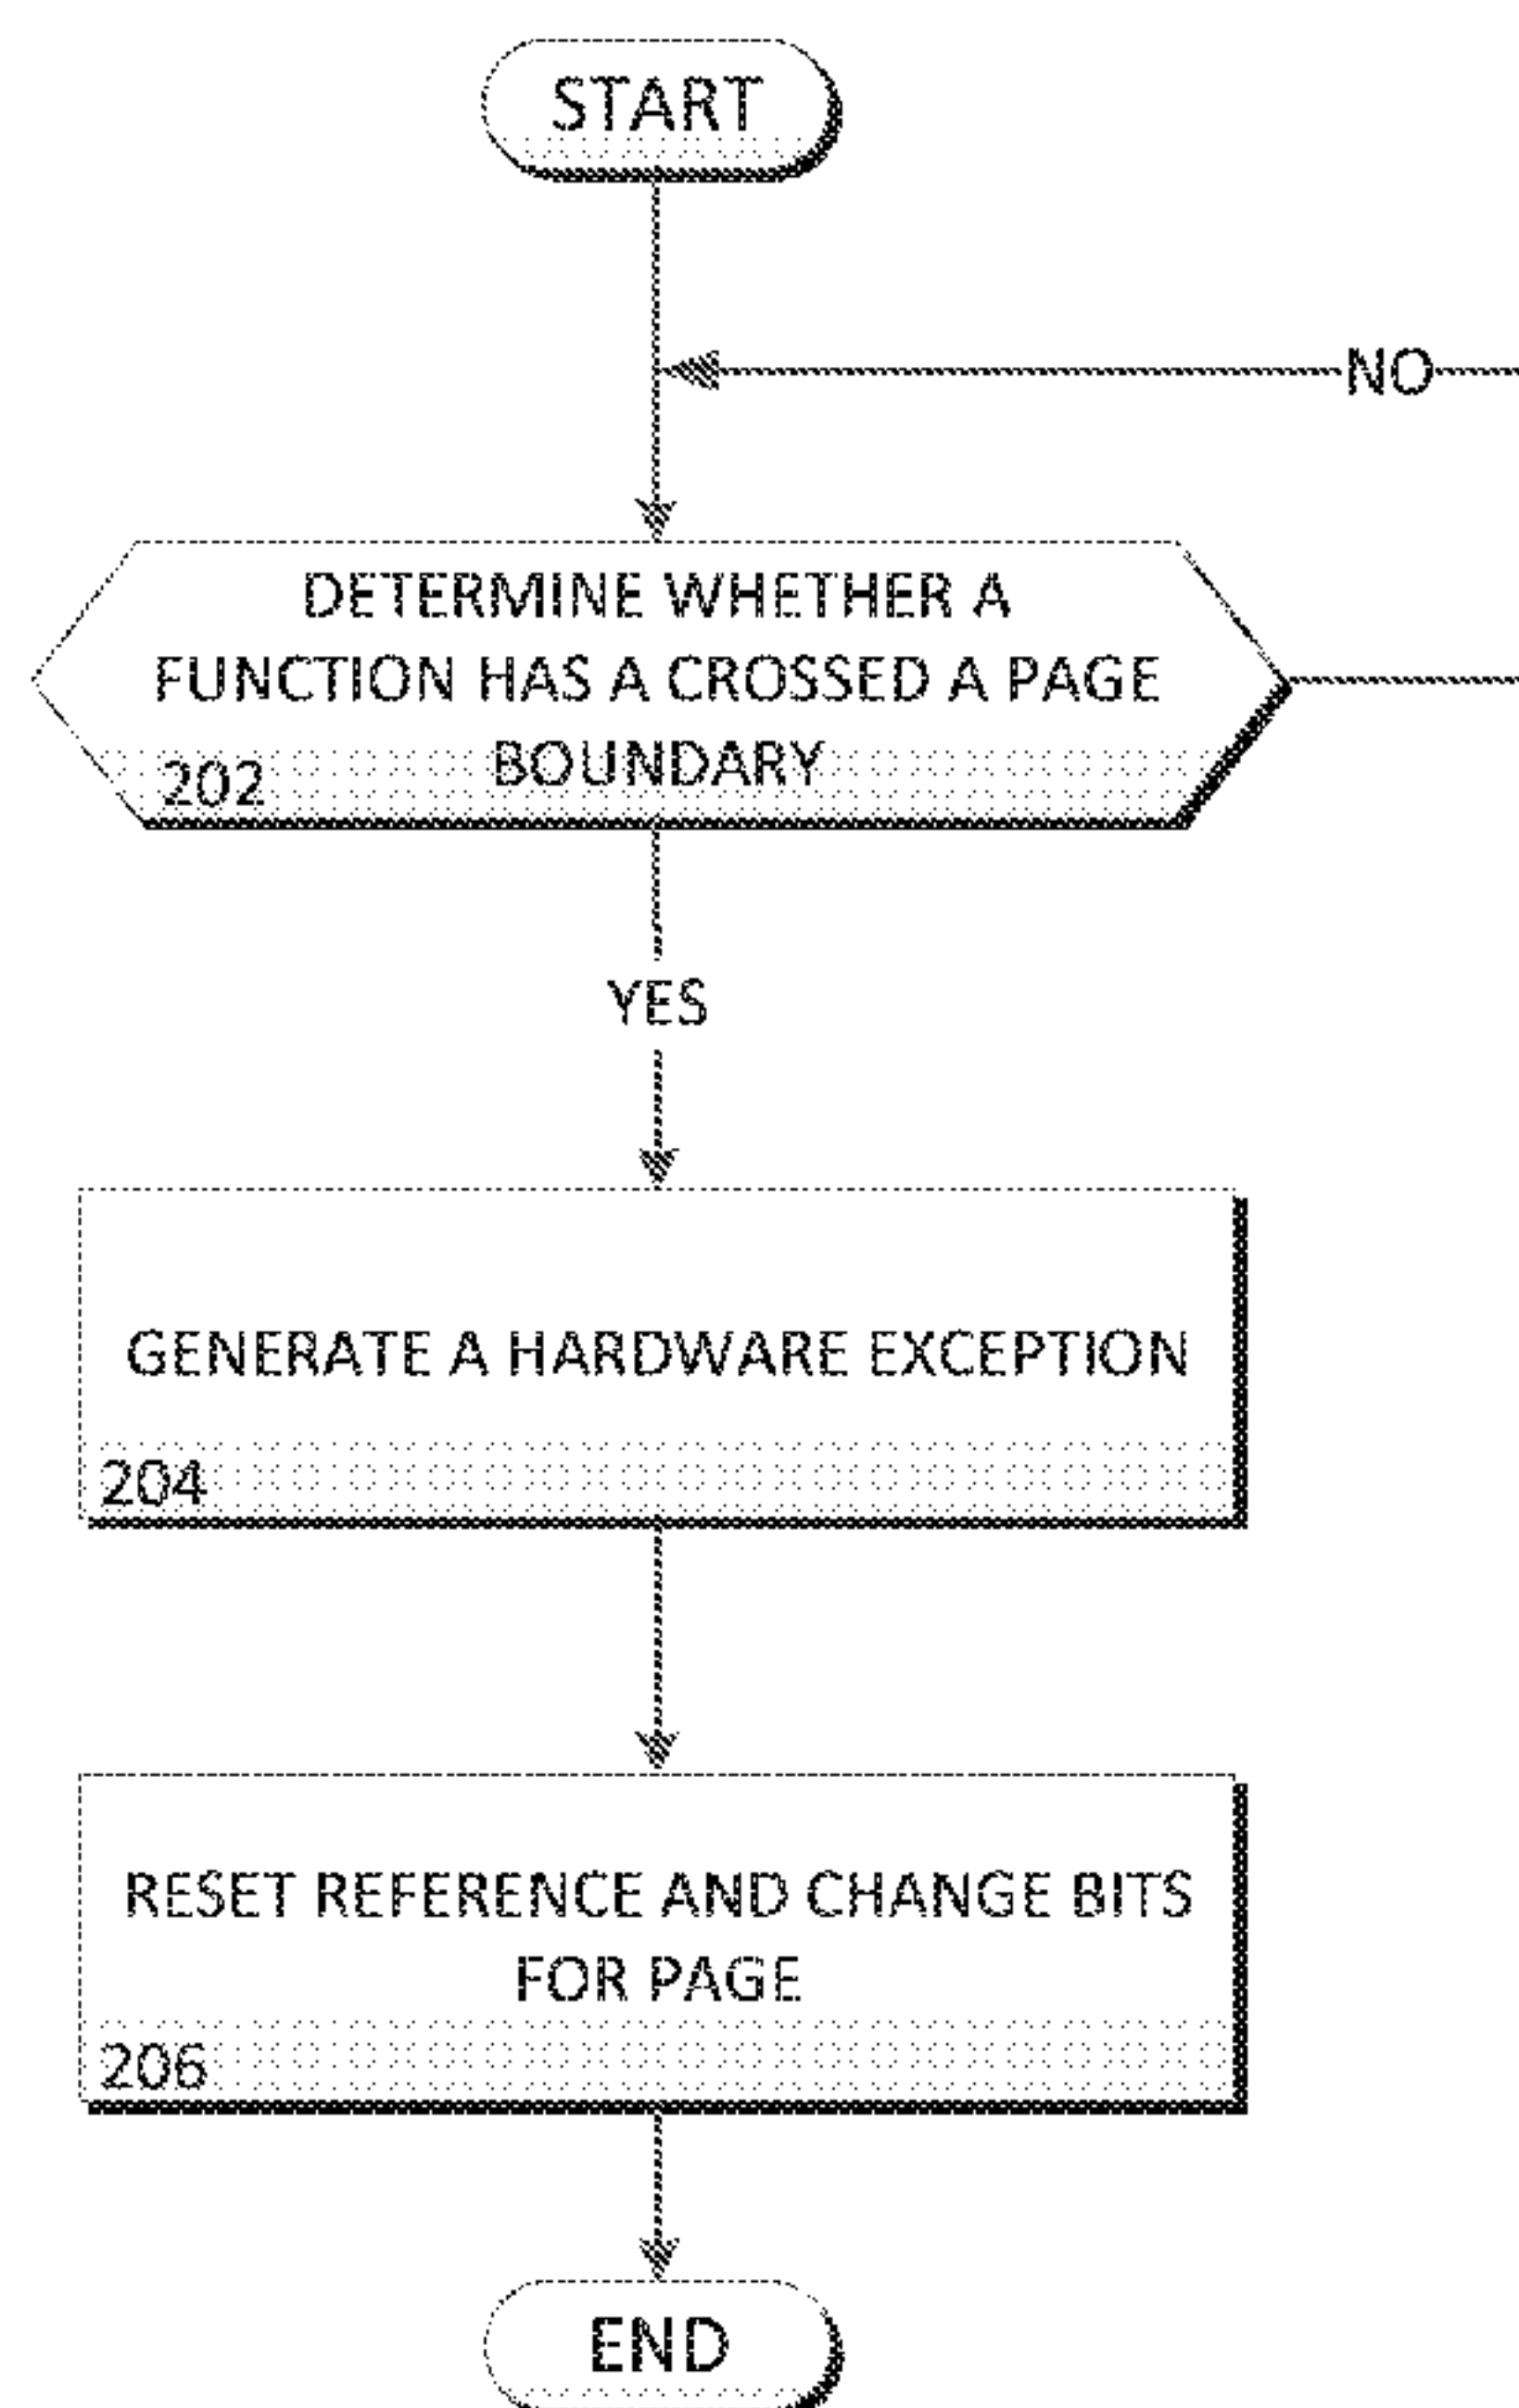 START
NO
DETERMINE WHETHER A
FUNCTION HAS A CROSSED A PAGE
BOUNDARY
202
YES
GENERATE A HARDWARE EXCEPTION
204
RESET REFERENCE AND CHANGE BITS
FOR PAGE
206
END